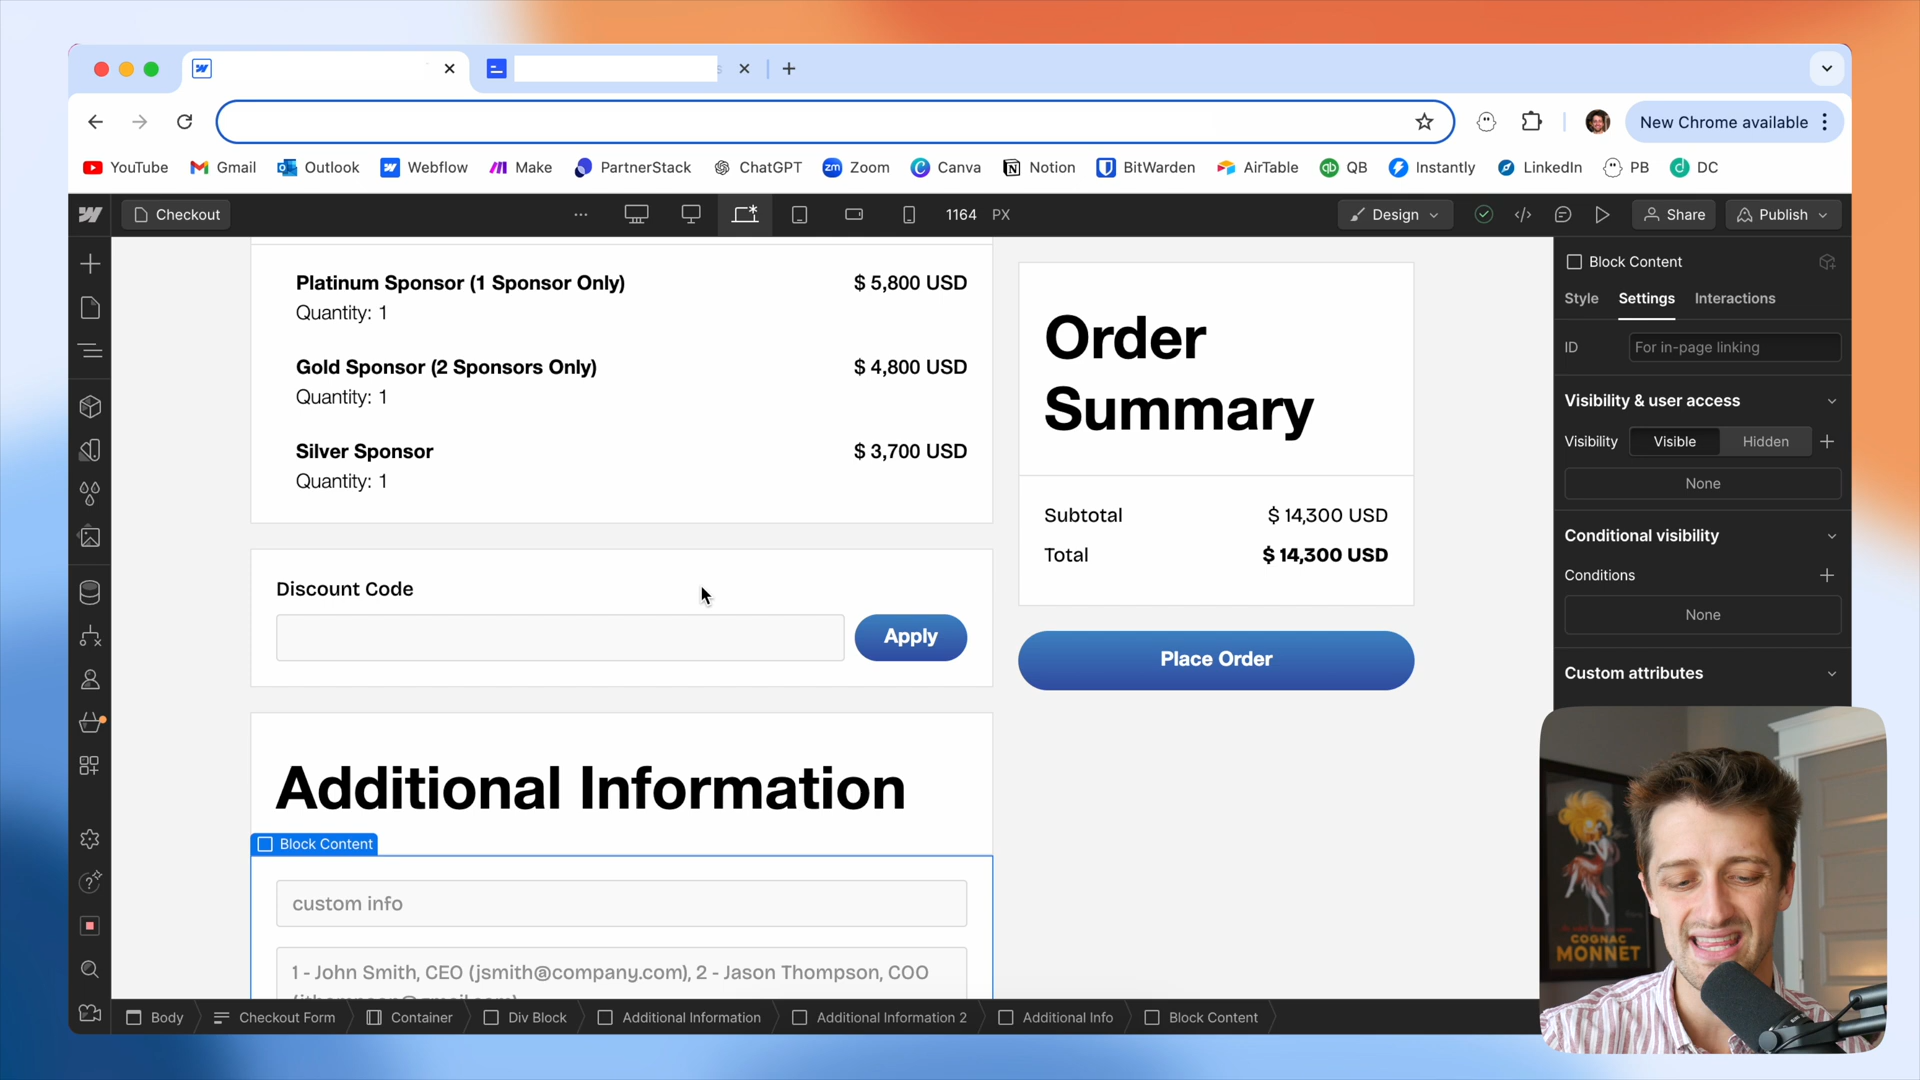 New Chrome available
YouTube
Gmail
Outlook
Webflow
Make
PartnerStack
ChatGPT
zm Zoom
Canva
Notion
BitWarden
AirTable
qb QB
Instantly
LinkedIn
PB
DC
Checkout
1164 PX
Design
Share
Publish
Platinum Sponsor (1 Sponsor Only) $ 5,800 USD
Quantity: 1
Gold Sponsor (2 Sponsors Only) $ 4,800 USD
Quantity: 1
Silver Sponsor $ 3,700 USD
Quantity: 1
Discount Code
Apply
Additional Information
Block Content
custom info
1 - John Smith, CEO (jsmith@company.com), 2 - Jason Thompson, COO
Order
Summary
Subtotal $ 14,300 USD
Total $ 14,300 USD
Place Order
Block Content
Style Settings Interactions
ID For in-page linking
Visibility & user access
Visibility Visible Hidden
None
Conditional visibility
Conditions
None
Custom attributes
COGNAC
MONNET
Body
Checkout Form
Container
Div Block
Additional Information
Additional Information 2
Additional Info
Block Content